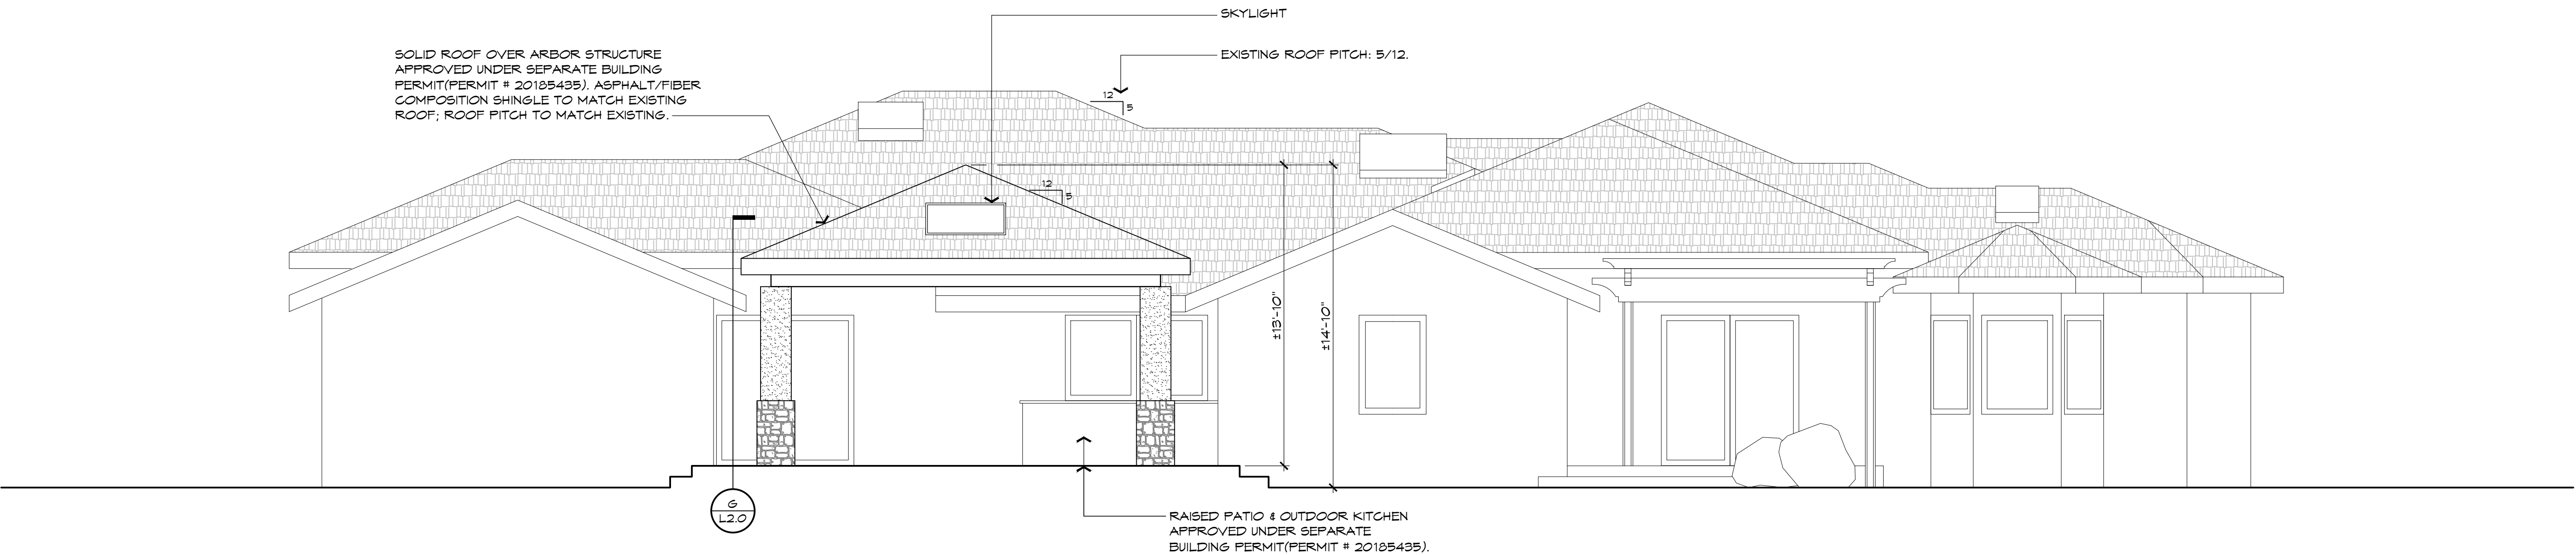 SKYLIGHT
SOLID ROOF OVER ARBOR STRUCTURE
APPROVED UNDER SEPARATE BUILDING
PERMIT(PERMIT # 20185435). ASPHALT/FIBER
COMPOSITION SHINGLE TO MATCH EXISTING
ROOF; ROOF PITCH TO MATCH EXISTING.
EXISTING ROOF PITCH: 5/12.
12
5
12
5
±13'-10"
±14'-10"
G
L2.0
RAISED PATIO & OUTDOOR KITCHEN
APPROVED UNDER SEPARATE
BUILDING PERMIT(PERMIT # 20185435).